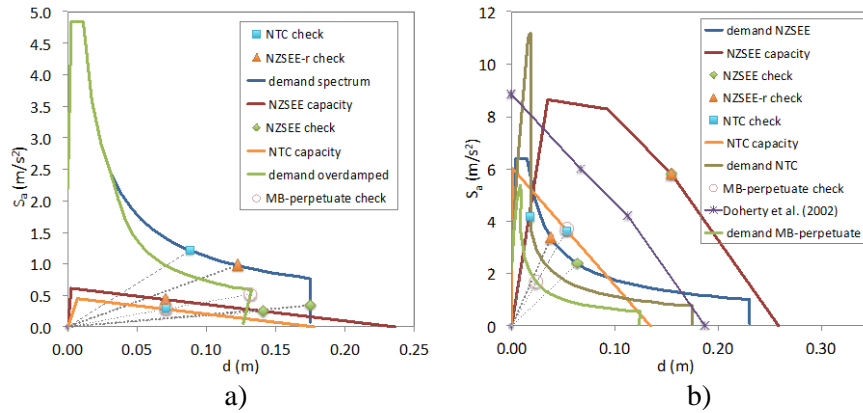 5.0
4.5
4.0
3.5
3.0
2.5
2.0
1.5
1.0
0.5
0.0
Sa (m/s²)
0.00 0.05 0.10 0.15 0.20 0.25
d (m)
NTC check
NZSEE-r check
demand spectrum
NZSEE capacity
NZSEE check
NTC capacity
demand overdamped
MB-perpetuate check
a)
12
10
8
6
4
2
0
Sa (m/s²)
0.00 0.10 0.20 0.30
d (m)
demand NZSEE
NZSEE capacity
NZSEE check
NZSEE-r check
NTC check
NTC capacity
demand NTC
MB-perpetuate check
Doherty et al. (2002)
demand MB-perpetuate
b)